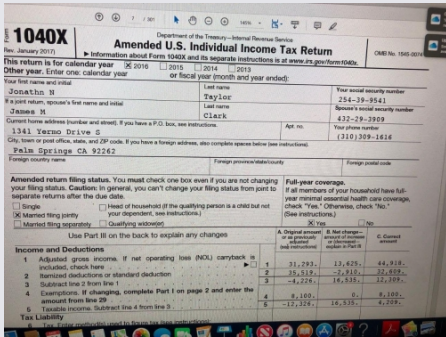 1 / 301
Form 1040X
Department of the Treasury—Internal Revenue Service
Amended U.S. Individual Income Tax Return
(Rev. January 2017)
▶ Information about Form 1040X and its separate instructions is at www.irs.gov/form1040x.
OMB No. 1545-0074
This return is for calendar year 2016 2015 2014 2013
Other year. Enter one: calendar year or fiscal year (month and year ended):
Your first name and initial Last name Your social security number
Jonathn N Taylor 254-39-9541
If a joint return, spouse's first name and initial Last name Spouse's social security number
James M Clark 432-29-3909
Current home address (number and street). If you have a P.O. box, see instructions. Apt. no. Your phone number
1341 Yermo Drive S (310)309-1616
City, town or post office, state, and ZIP code. If you have a foreign address, also complete spaces below (see instructions).
Palm Springs CA 92262
Foreign country name Foreign province/state/county Foreign postal code
Amended return filing status. You must check one box even if you are not changing your filing status. Caution: In general, you can't change your filing status from joint to separate returns after the due date.
Single Head of household (If the qualifying person is a child but not your dependent, see instructions.)
Married filing jointly
Married filing separately Qualifying widow(er)
Full-year coverage.
If all members of your household have full-year minimal essential health care coverage, check "Yes." Otherwise, check "No."
(See instructions.)
Yes No
Use Part III on the back to explain any changes
A. Original amount or as previously adjusted (see instructions)
B. Net change— amount of increase or (decrease)— explain in Part III
C. Correct amount
Income and Deductions
1 Adjusted gross income. If net operating loss (NOL) carryback is included, check here 1 31,293. 13,625. 44,918.
2 Itemized deductions or standard deduction 2 35,519. -2,910. 32,609.
3 Subtract line 2 from line 1 3 -4,226. 16,535. 12,309.
4 Exemptions. If changing, complete Part I on page 2 and enter the amount from line 29 4 8,100. 0. 8,100.
5 Taxable income. Subtract line 4 from line 3 5 -12,326. 16,535. 4,209.
Tax Liability
6 Tax. Enter method(s) used to figure tax (see instructions):